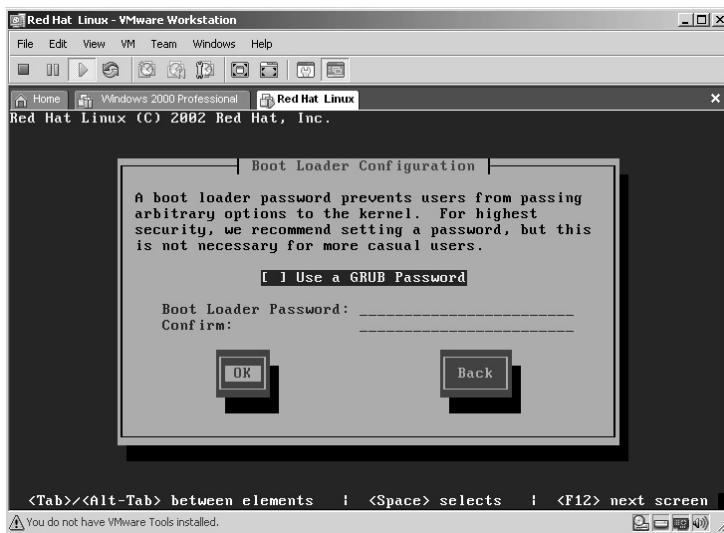 Red Hat Linux - VMware Workstation
File Edit View VM Team Windows Help
Home Windows 2000 Professional Red Hat Linux
Red Hat Linux (C) 2002 Red Hat, Inc.
Boot Loader Configuration
A boot loader password prevents users from passing
arbitrary options to the kernel. For highest
security, we recommend setting a password, but this
is not necessary for more casual users.
[ ] Use a GRUB Password
Boot Loader Password: ________________________
Confirm: ________________________
OK Back
<Tab>/<Alt-Tab> between elements | <Space> selects | <F12> next screen
You do not have VMware Tools installed.